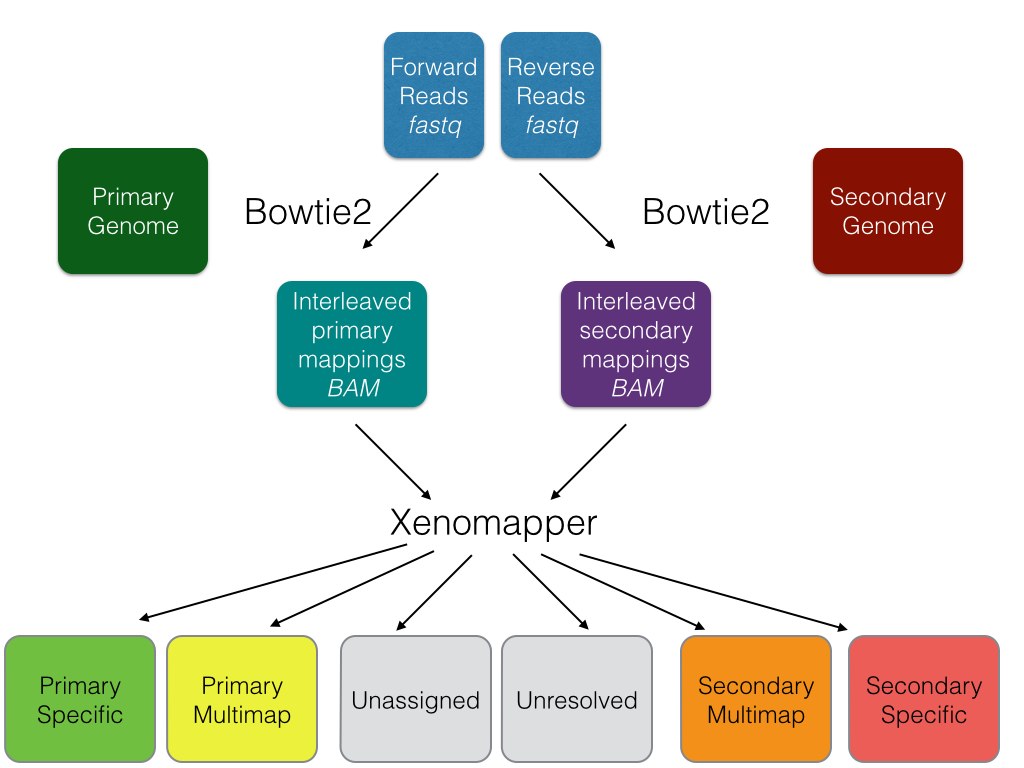 Forward
Reads
fastq
Reverse
Reads
fastq
Primary
Genome
Bowtie2
Bowtie2
Secondary
Genome
Interleaved
primary
mappings
BAM
Interleaved
secondary
mappings
BAM
Xenomapper
Primary
Specific
Primary
Multimap
Unassigned
Unresolved
Secondary
Multimap
Secondary
Specific